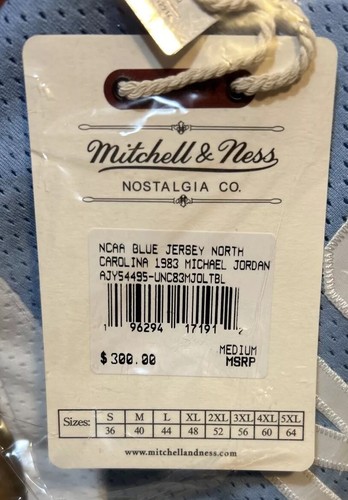 Mitchell & Ness
NOSTALGIA CO.
NCAA BLUE JERSEY NORTH
CAROLINA 1983 MICHAEL JORDAN
AJY54495-UNC83MJOLTBL
1 96294 17191 2
MEDIUM
$300.00 MSRP
Sizes: S M L XL 2XL 3XL 4XL 5XL
36 40 44 48 52 56 60 64
www.mitchellandness.com